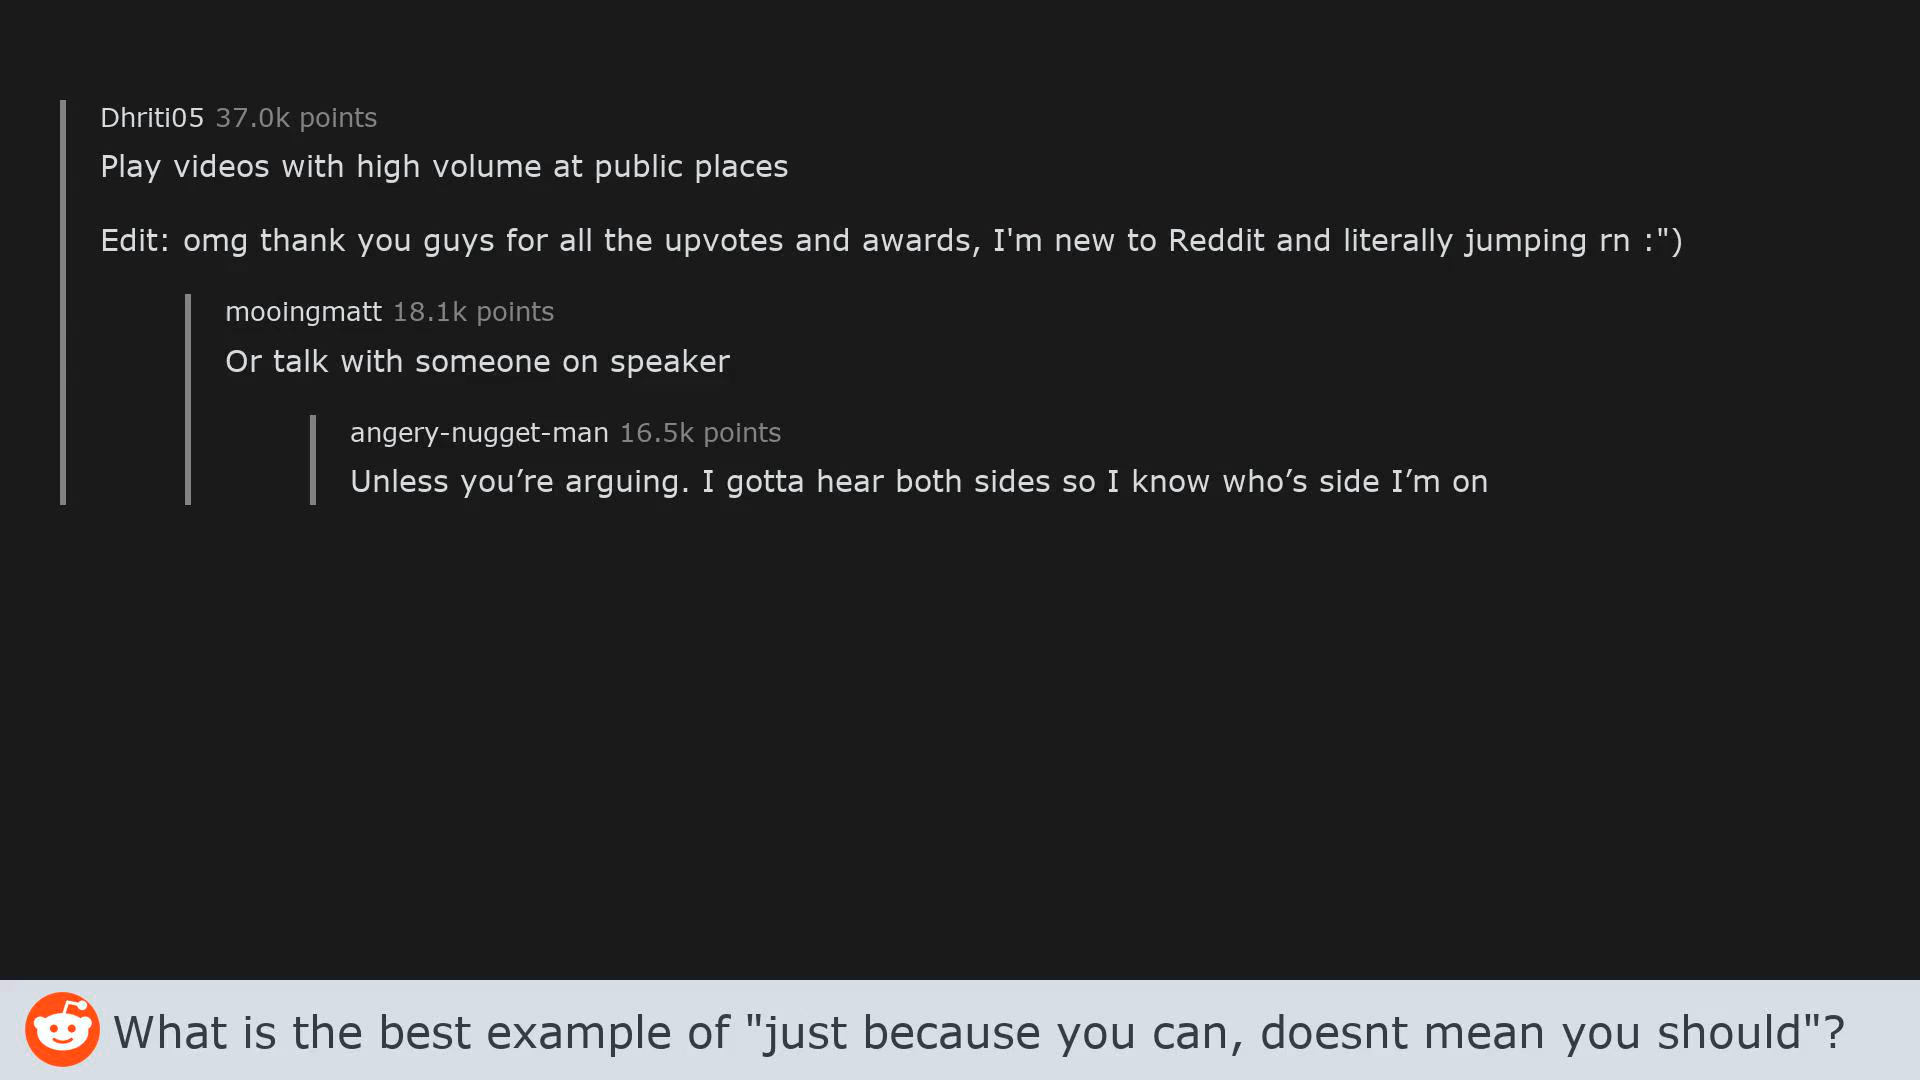 Dhriti05 37.0k points
Play videos with high volume at public places
Edit: omg thank you guys for all the upvotes and awards, I'm new to Reddit and literally jumping rn :")
mooingmatt 18.1k points
Or talk with someone on speaker
angery-nugget-man 16.5k points
Unless you’re arguing. I gotta hear both sides so I know who’s side I’m on
What is the best example of "just because you can, doesnt mean you should"?